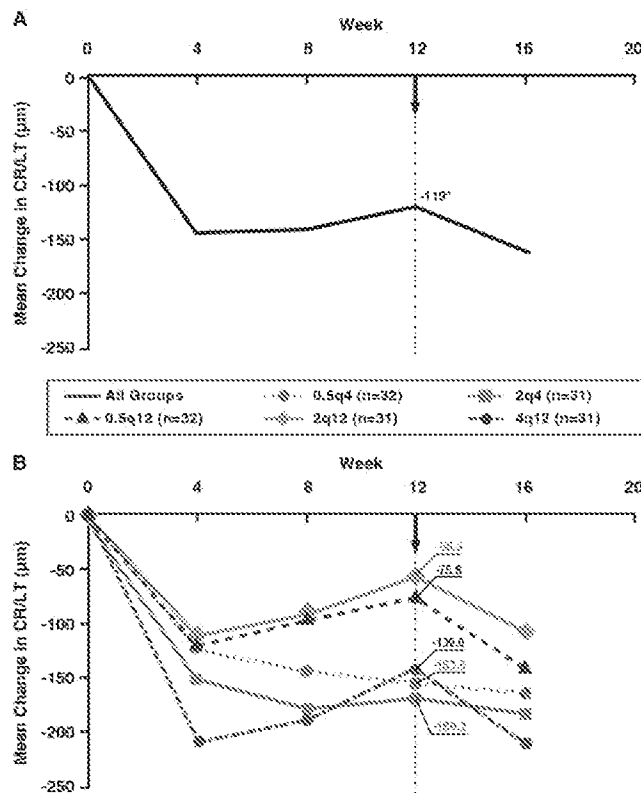 A
Week
0 4 8 12 16 20
Mean Change in CR/LT (µm)
0
-50
-100
-150
-200
-250
-119*
All Groups 0.5q4 (n=32) 2q4 (n=31)
0.5q12 (n=32) 2q12 (n=31) 4q12 (n=31)
B
Week
0 4 8 12 16 20
Mean Change in CR/LT (µm)
0
-50
-100
-150
-200
-250